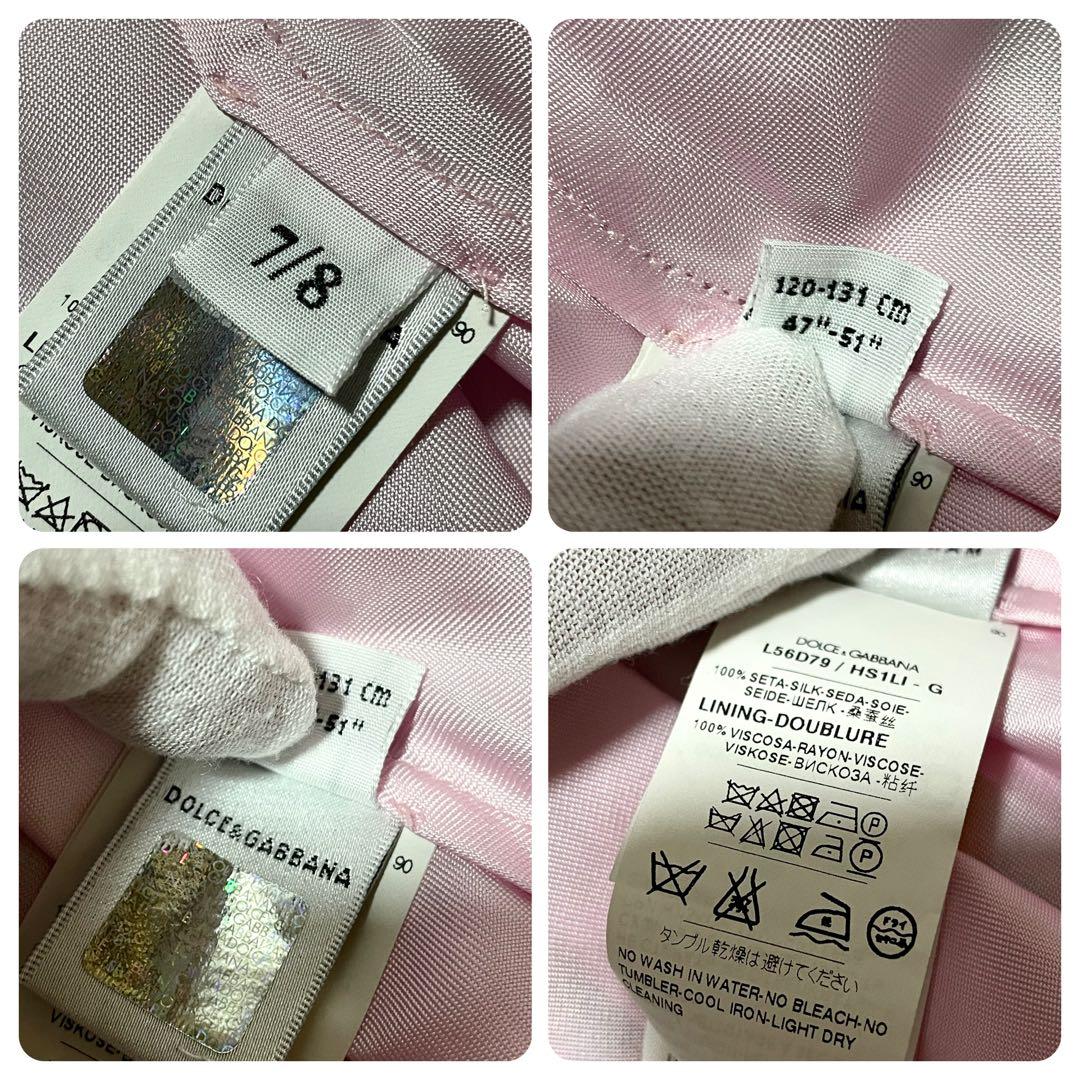 7/8
90
120-131 CM
47"-51"
90
131 CM
-51"
DOLCE&GABBANA
90
DOLCE & GABBANA
L56D79 / HS1LI - G
100% SETA-SILK-SEDA-SOIE-
SEIDE-ШЕЛК-桑蚕丝
LINING-DOUBLURE
100% VISCOSA-RAYON-VISCOSE-
VISKOSE-ВИСКОЗА-粘纤
P
P
ドライ
タンブル乾燥は避けてください
NO WASH IN WATER-NO BLEACH-NO
TUMBLER-COOL IRON-LIGHT DRY
CLEANING